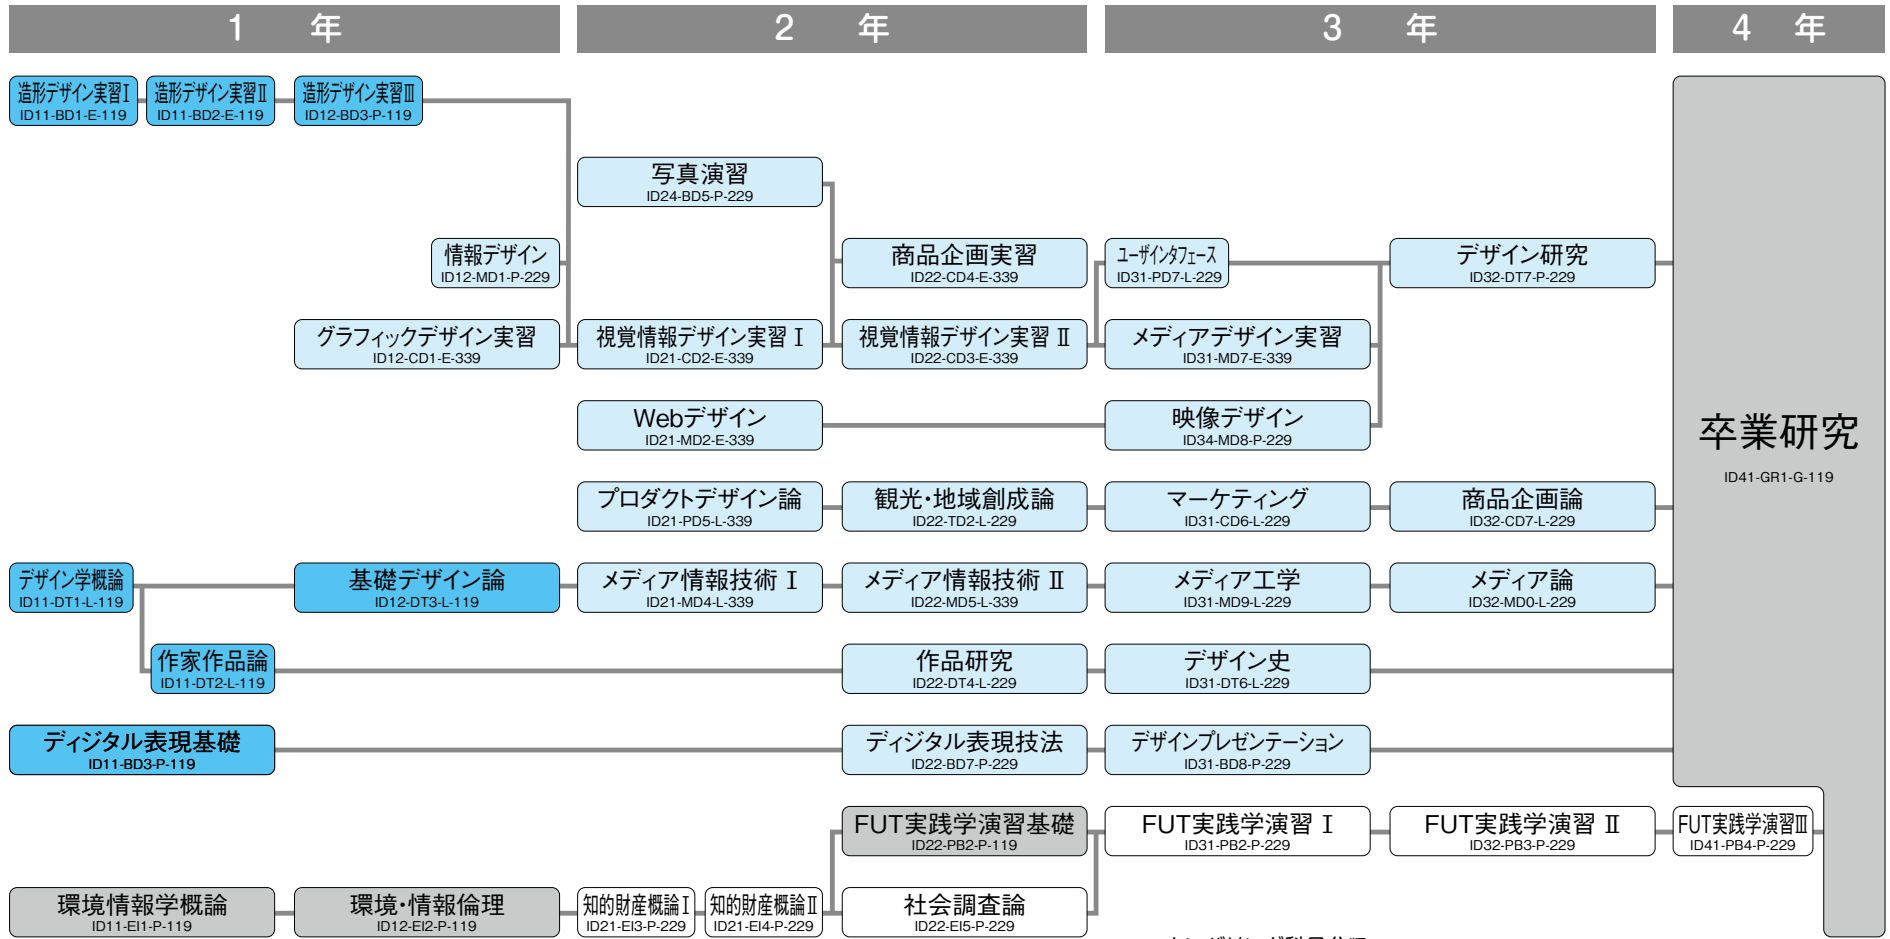 1 年
2 年
3 年
4 年
造形デザイン実習Ⅰ
ID11-BD1-E-119
造形デザイン実習Ⅱ
ID11-BD2-E-119
造形デザイン実習Ⅲ
ID12-BD3-P-119
写真演習
ID24-BD5-P-229
情報デザイン
ID12-MD1-P-229
商品企画実習
ID22-CD4-E-339
ユーザインタフェース
ID31-PD7-L-229
デザイン研究
ID32-DT7-P-229
グラフィックデザイン実習
ID12-CD1-E-339
視覚情報デザイン実習 Ⅰ
ID21-CD2-E-339
視覚情報デザイン実習 Ⅱ
ID22-CD3-E-339
メディアデザイン実習
ID31-MD7-E-339
Webデザイン
ID21-MD2-E-339
映像デザイン
ID34-MD8-P-229
卒業研究
ID41-GR1-G-119
プロダクトデザイン論
ID21-PD5-L-339
観光・地域創成論
ID22-TD2-L-229
マーケティング
ID31-CD6-L-229
商品企画論
ID32-CD7-L-229
デザイン学概論
ID11-DT1-L-119
基礎デザイン論
ID12-DT3-L-119
メディア情報技術 Ⅰ
ID21-MD4-L-339
メディア情報技術 Ⅱ
ID22-MD5-L-339
メディア工学
ID31-MD9-L-229
メディア論
ID32-MD0-L-229
作家作品論
ID11-DT2-L-119
作品研究
ID22-DT4-L-229
デザイン史
ID31-DT6-L-229
ディジタル表現基礎
ID11-BD3-P-119
ディジタル表現技法
ID22-BD7-P-229
デザインプレゼンテーション
ID31-BD8-P-229
FUT実践学演習基礎
ID22-PB2-P-119
FUT実践学演習 Ⅰ
ID31-PB2-P-229
FUT実践学演習 Ⅱ
ID32-PB3-P-229
FUT実践学演習Ⅲ
ID41-PB4-P-229
環境情報学概論
ID11-EI1-P-119
環境・情報倫理
ID12-EI2-P-119
知的財産概論Ⅰ
ID21-EI3-P-229
知的財産概論Ⅱ
ID21-EI4-P-229
社会調査論
ID22-EI5-P-229